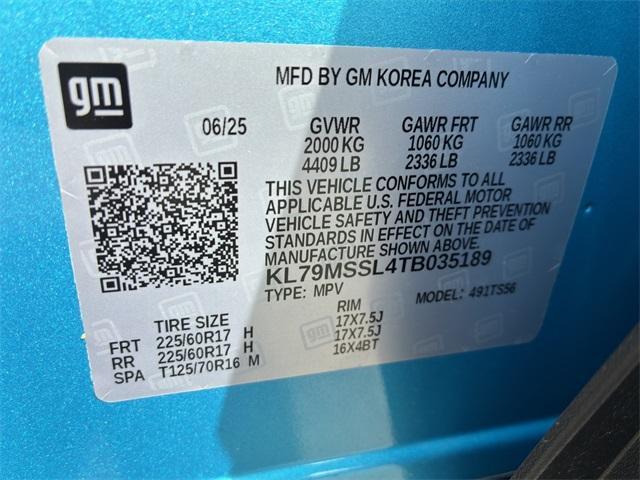 gm
MFD BY GM KOREA COMPANY
06/25 GVWR GAWR FRT GAWR RR
2000 KG 1060 KG 1060 KG
4409 LB 2336 LB 2336 LB
THIS VEHICLE CONFORMS TO ALL
APPLICABLE U.S. FEDERAL MOTOR
VEHICLE SAFETY AND THEFT PREVENTION
STANDARDS IN EFFECT ON THE DATE OF
MANUFACTURE SHOWN ABOVE.
KL79MSSL4TB035189
TYPE: MPV MODEL: 491TS56
TIRE SIZE RIM
FRT 225/60R17 H 17X7.5J
RR 225/60R17 H 17X7.5J
SPA T125/70R16 M 16X4BT